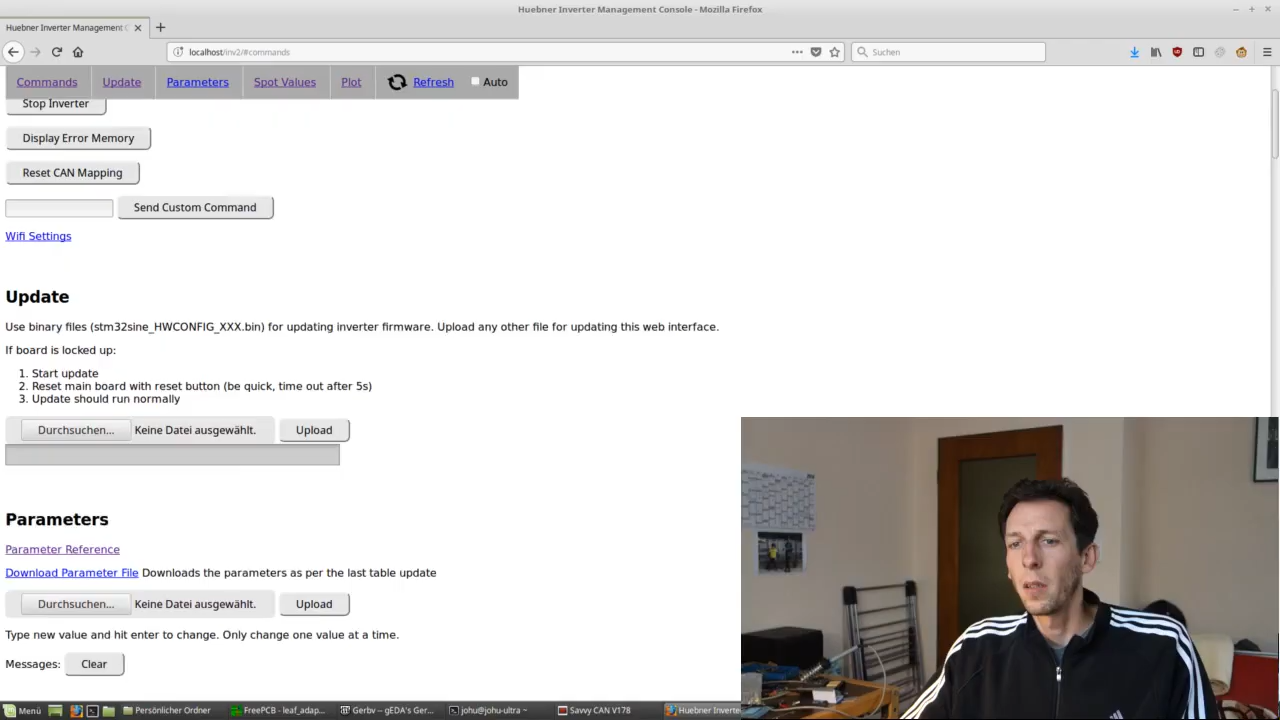 Huebner Inverter Management Console - Mozilla Firefox
Huebner Inverter Management C
localhost/inv2/#commands
Suchen
Commands
Update
Parameters
Spot Values
Plot
Refresh
Auto
Stop Inverter
Display Error Memory
Reset CAN Mapping
Send Custom Command
Wifi Settings
Update
Use binary files (stm32sine_HWCONFIG_XXX.bin) for updating inverter firmware. Upload any other file for updating this web interface.
If board is locked up:
1. Start update
2. Reset main board with reset button (be quick, time out after 5s)
3. Update should run normally
Durchsuchen... Keine Datei ausgewählt. Upload
Parameters
Parameter Reference
Download Parameter File Downloads the parameters as per the last table update
Durchsuchen... Keine Datei ausgewählt. Upload
Type new value and hit enter to change. Only change one value at a time.
Messages: Clear
Menü
Persönlicher Ordner
FreePCB - leaf_adap...
Gerbv -- gEDA's Ger...
johu@johu-ultra ~
Savvy CAN V178
Huebner Inverte